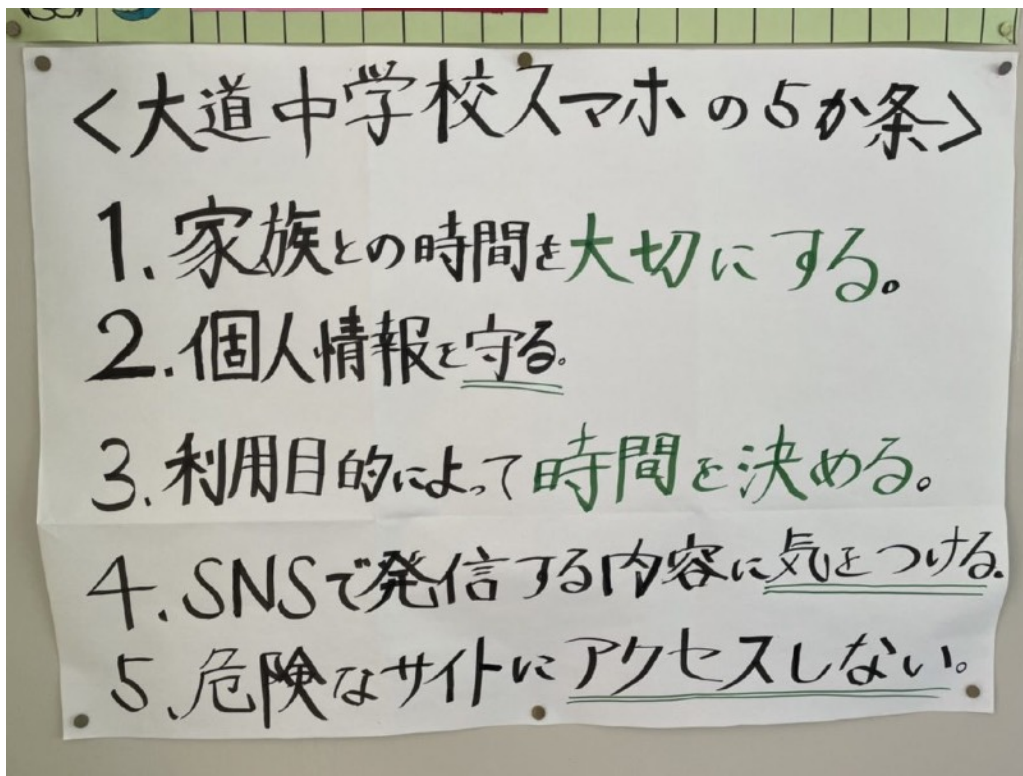 <大道中学校スマホの5か条>
1.家族との時間を大切にする。
2.個人情報を守る。
3.利用目的によって時間を決める。
4.SNSで発信する内容に気をつける.
5.危険なサイトにアクセスしない。